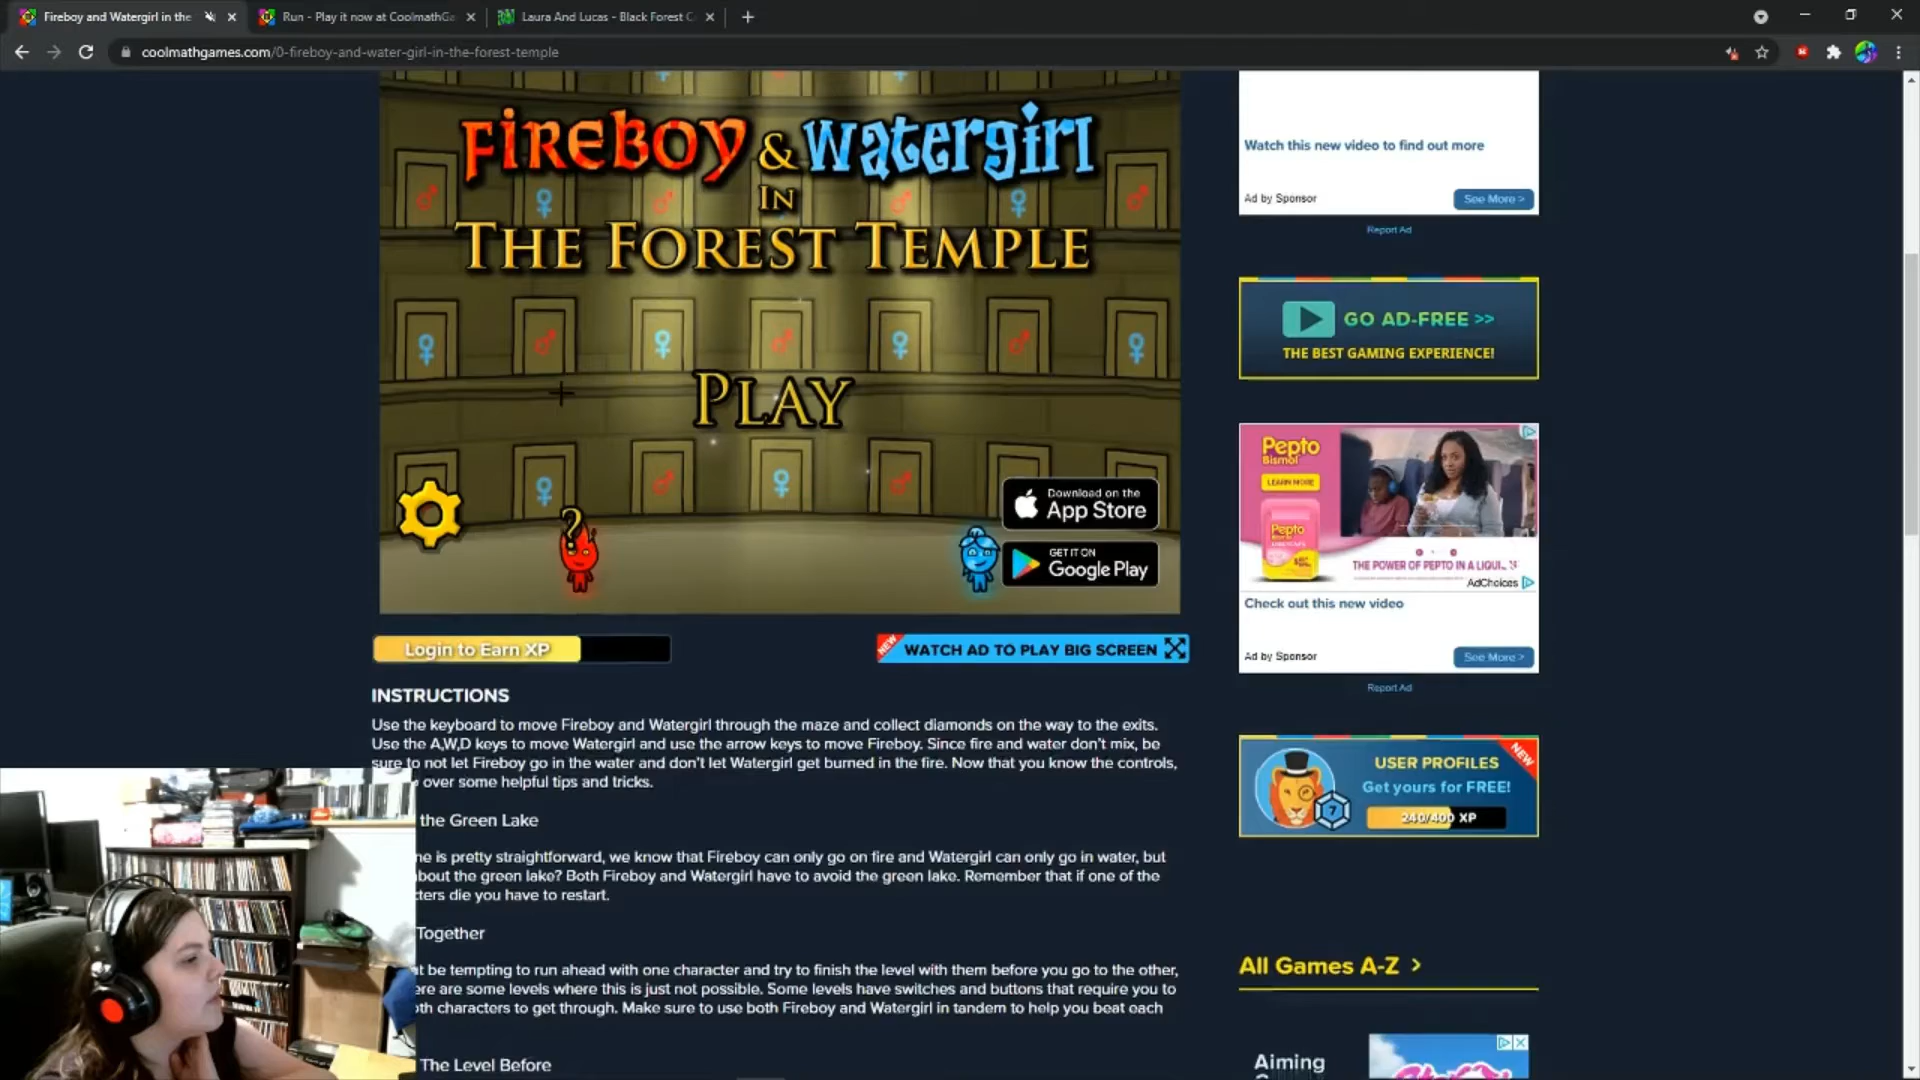 Fireboy and Watergirl in the
Run - Play it now at CoolmathGa
Laura And Lucas - Black Forest C
coolmathgames.com/0-fireboy-and-water-girl-in-the-forest-temple
FIREBOY & WATERGIRL
IN
THE FOREST TEMPLE
PLAY
?
Download on the
App Store
GET IT ON
Google Play
Login to Earn XP
NEW
WATCH AD TO PLAY BIG SCREEN
INSTRUCTIONS
Use the keyboard to move Fireboy and Watergirl through the maze and collect diamonds on the way to the exits.
Use the A,W,D keys to move Watergirl and use the arrow keys to move Fireboy. Since fire and water don't mix, be
sure to not let Fireboy go in the water and don't let Watergirl get burned in the fire. Now that you know the controls,
over some helpful tips and tricks.
the Green Lake
ne is pretty straightforward, we know that Fireboy can only go on fire and Watergirl can only go in water, but
bout the green lake? Both Fireboy and Watergirl have to avoid the green lake. Remember that if one of the
ters die you have to restart.
Together
t be tempting to run ahead with one character and try to finish the level with them before you go to the other,
ere are some levels where this is just not possible. Some levels have switches and buttons that require you to
th characters to get through. Make sure to use both Fireboy and Watergirl in tandem to help you beat each
The Level Before
Watch this new video to find out more
Ad by Sponsor
See More >
Report Ad
GO AD-FREE >>
THE BEST GAMING EXPERIENCE!
Pepto
Bismol
LEARN MORE
Pepto
THE POWER OF PEPTO IN A LIQUI...
AdChoices
Check out this new video
Ad by Sponsor
See More >
Report Ad
NEW
USER PROFILES
Get yours for FREE!
7
240/400 XP
All Games A-Z >
Aiming